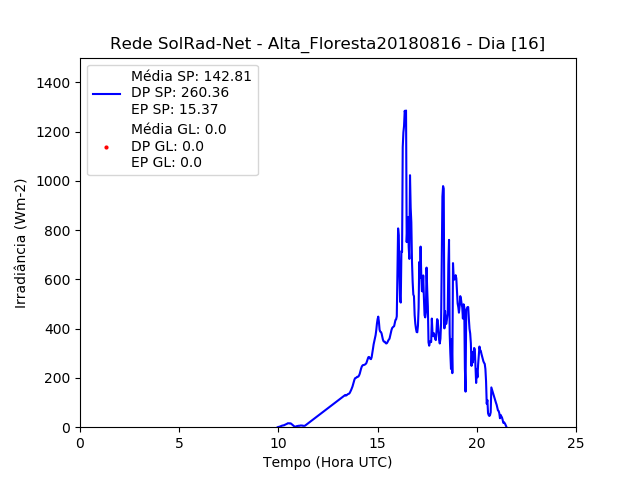 Rede SolRad-Net - Alta_Floresta20180816 - Dia [16]
Média SP: 142.81
DP SP: 260.36
EP SP: 15.37
Média GL: 0.0
DP GL: 0.0
EP GL: 0.0
1400
1200
1000
800
600
400
200
0
Irradiância (Wm-2)
0 5 10 15 20 25
Tempo (Hora UTC)